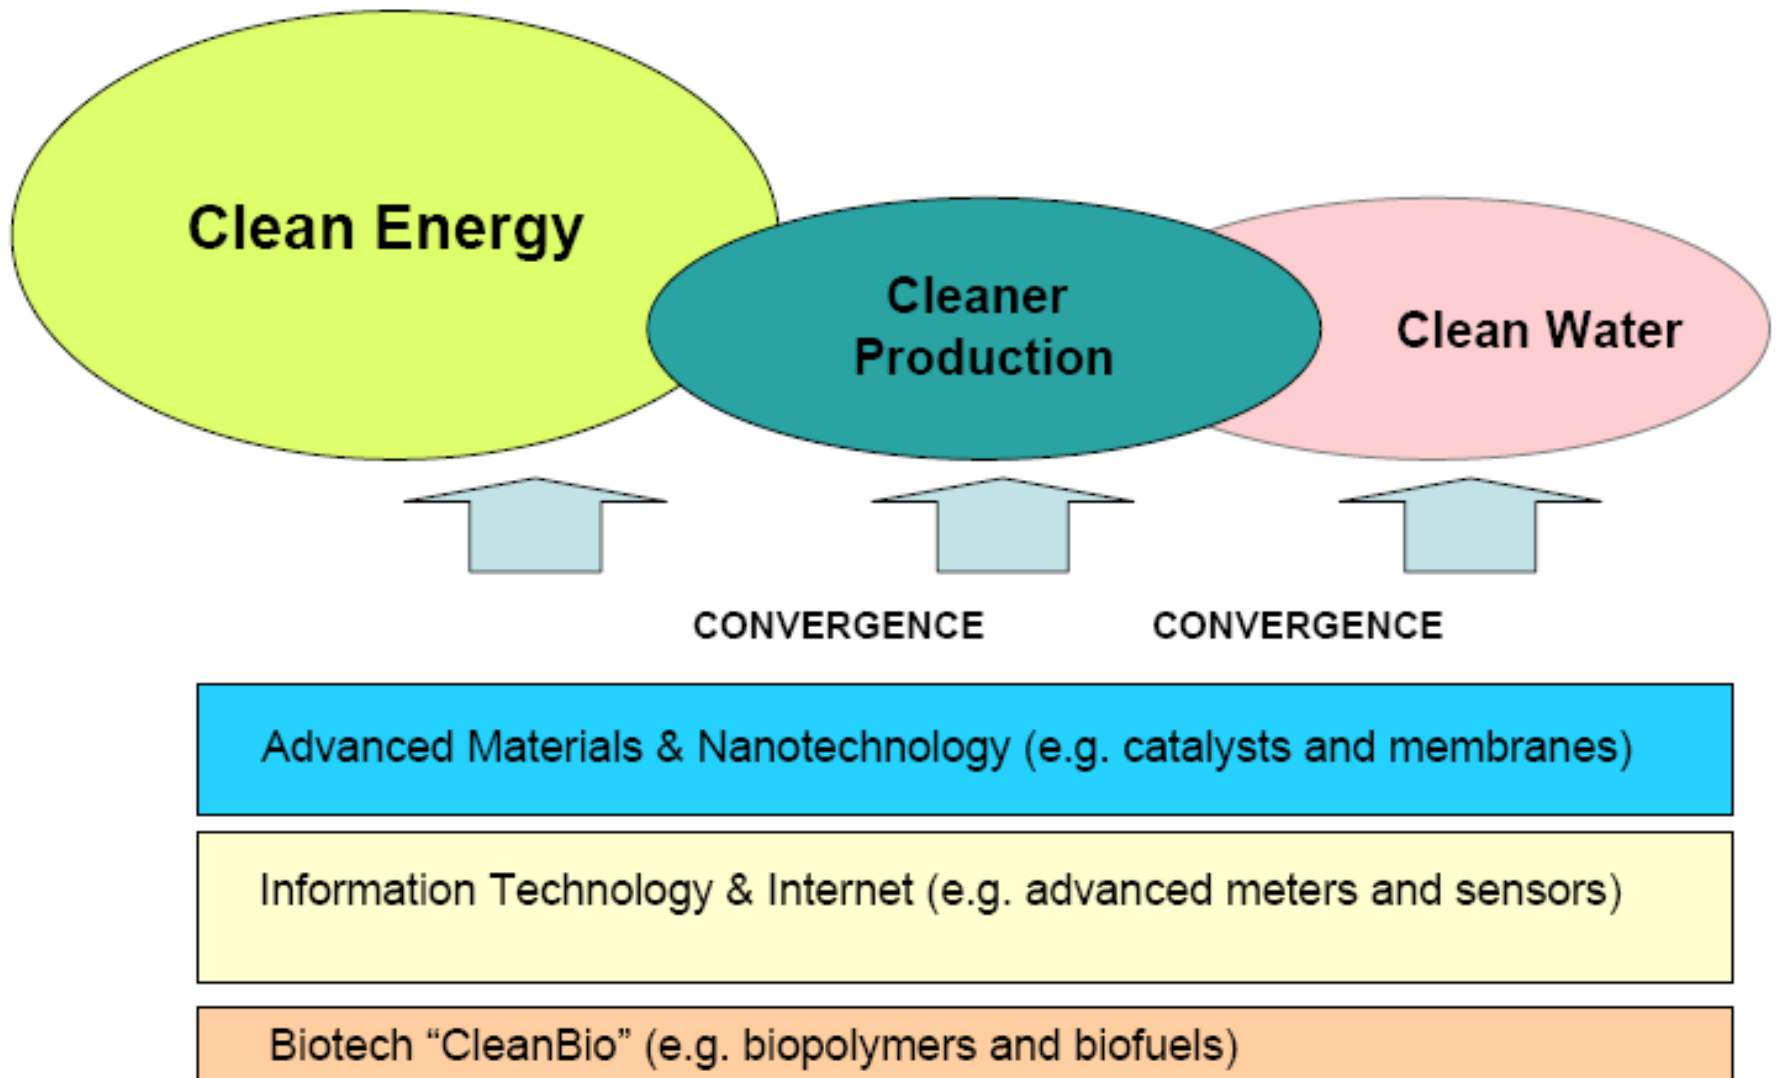 Clean Energy
Cleaner
Production
Clean Water
CONVERGENCE
CONVERGENCE
Advanced Materials & Nanotechnology (e.g. catalysts and membranes)
Information Technology & Internet (e.g. advanced meters and sensors)
Biotech “CleanBio” (e.g. biopolymers and biofuels)